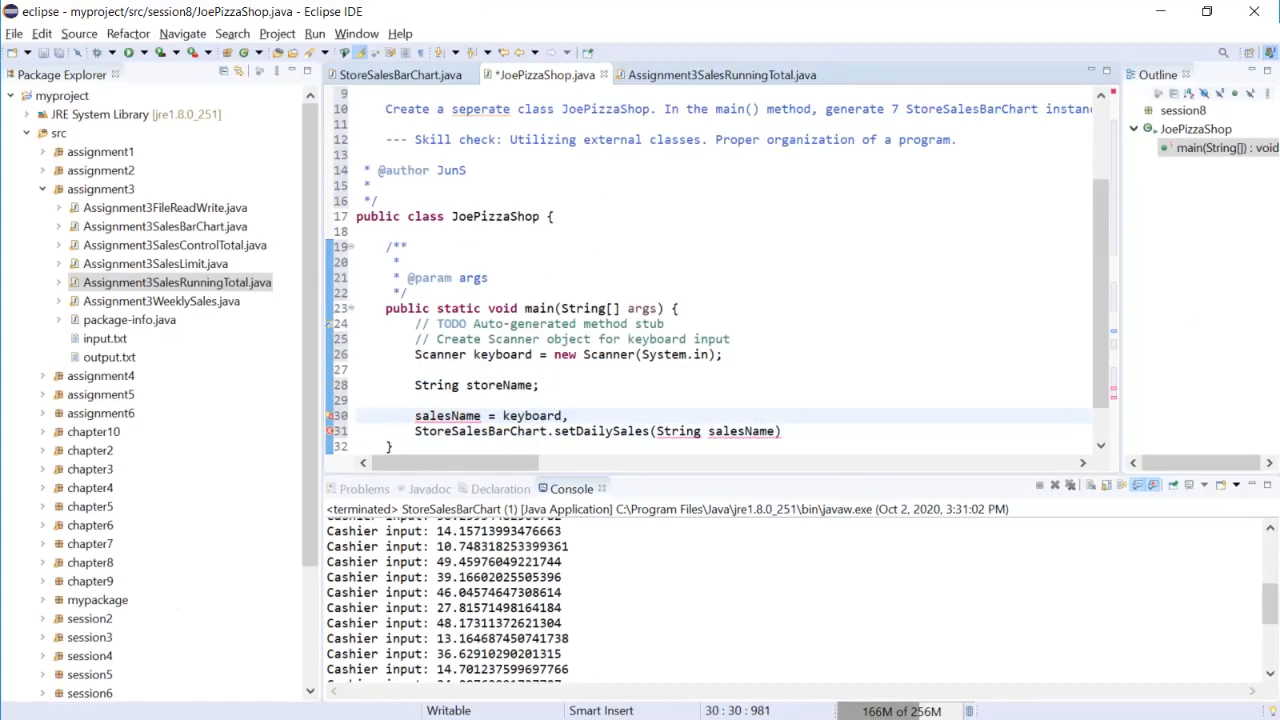 eclipse - myproject/src/session8/JoePizzaShop.java - Eclipse IDE
File Edit Source Refactor Navigate Search Project Run Window Help
Package Explorer
StoreSalesBarChart.java
*JoePizzaShop.java
Assignment3SalesRunningTotal.java
Outline
myproject
JRE System Library [jre1.8.0_251]
src
assignment1
assignment2
assignment3
Assignment3FileReadWrite.java
Assignment3SalesBarChart.java
Assignment3SalesControlTotal.java
Assignment3SalesLimit.java
Assignment3SalesRunningTotal.java
Assignment3WeeklySales.java
package-info.java
input.txt
output.txt
assignment4
assignment5
assignment6
chapter10
chapter2
chapter3
chapter4
chapter5
chapter6
chapter7
chapter8
chapter9
mypackage
session2
session3
session4
session5
session6
9
10 Create a seperate class JoePizzaShop. In the main() method, generate 7 StoreSalesBarChart instanc
11
12 --- Skill check: Utilizing external classes. Proper organization of a program.
13
14 * @author JunS
15 *
16 */
17 public class JoePizzaShop {
18
19 /**
20 *
21 * @param args
22 */
23 public static void main(String[] args) {
24 // TODO Auto-generated method stub
25 // Create Scanner object for keyboard input
26 Scanner keyboard = new Scanner(System.in);
27
28 String storeName;
29
30 salesName = keyboard,
31 StoreSalesBarChart.setDailySales(String salesName)
32 }
session8
JoePizzaShop
main(String[]) : void
Problems
Javadoc
Declaration
Console
<terminated> StoreSalesBarChart (1) [Java Application] C:\Program Files\Java\jre1.8.0_251\bin\javaw.exe (Oct 2, 2020, 3:31:02 PM)
Cashier input: 14.15713993476663
Cashier input: 10.748318253399361
Cashier input: 49.45976049221744
Cashier input: 39.16602025505396
Cashier input: 46.04574647308614
Cashier input: 27.81571498164184
Cashier input: 48.17311372621304
Cashier input: 13.164687450741738
Cashier input: 36.62910290201315
Cashier input: 14.701237599697766
Writable
Smart Insert
30 : 30 : 981
166M of 256M